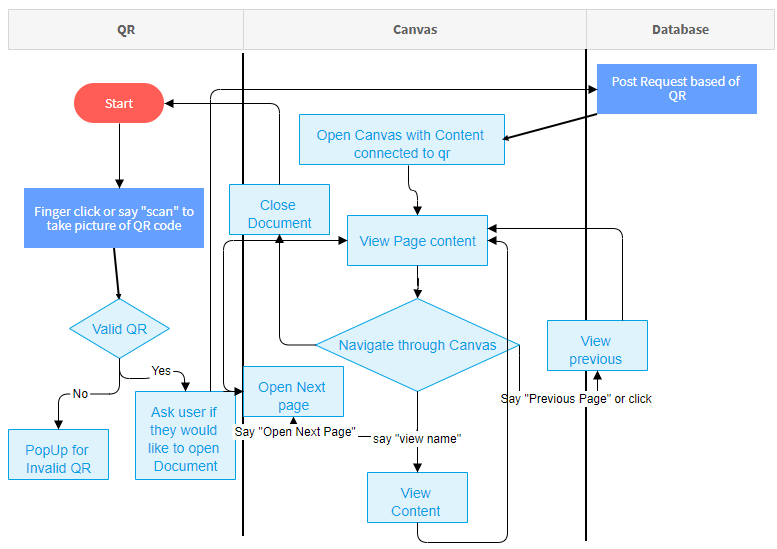 QR
Canvas
Database
Start
Post Request based of
QR
Open Canvas with Content
connected to qr
Finger click or say "scan" to
take picture of QR code
Close
Document
View Page content
Valid QR
Navigate through Canvas
View
previous
Yes
No
Open Next
page
Say "Previous Page" or click
Ask user if
they would
like to open
Document
Say "Open Next Page"
say "view name"
PopUp for
Invalid QR
View
Content